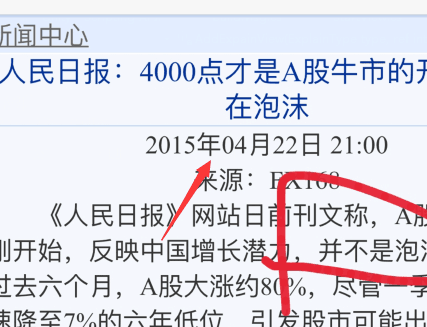 新闻中心
人民日报：4000点才是A股牛市的开
在泡沫
2015年04月22日 21:00
来源：FX168
《人民日报》网站日前刊文称，A股
刚开始，反映中国增长潜力，并不是泡沫
过去六个月，A股大涨约80%，尽管一季
速降至7%的六年低位，引发股市可能出